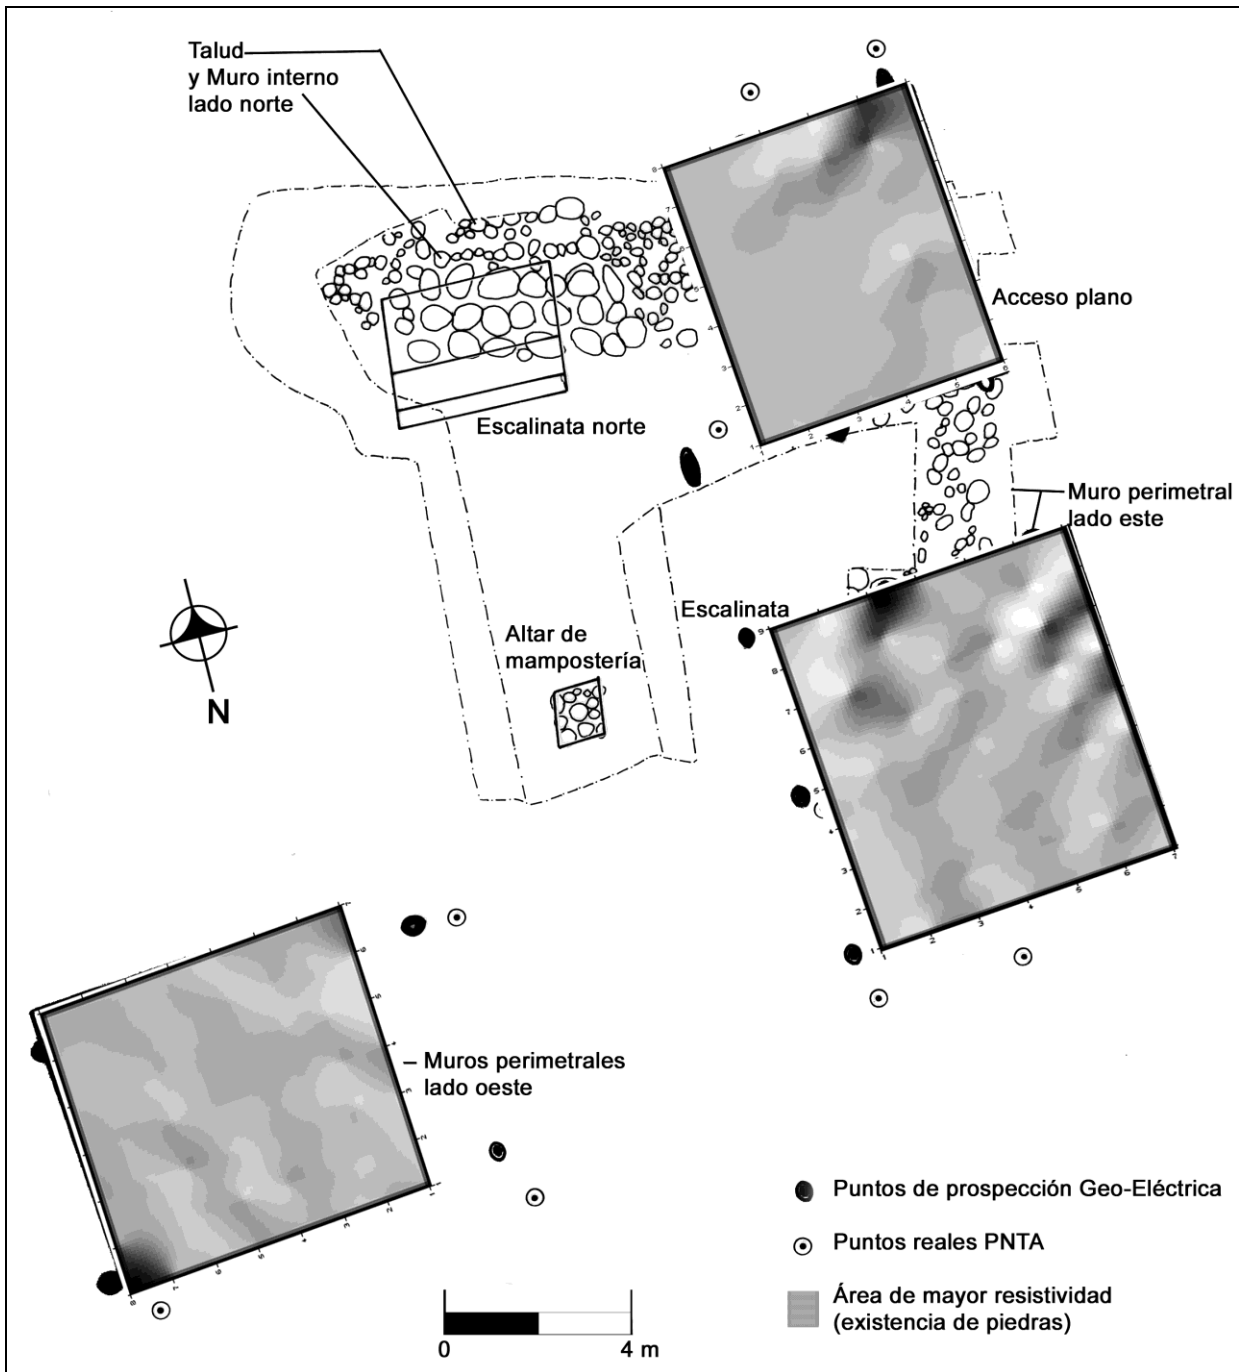 Talud
y Muro interno
lado norte
Acceso plano
Escalinata norte
Muro perimetral
lado este
Escalinata
Altar de
mampostería
N
Muros perimetrales
lado oeste
Puntos de prospección Geo-Eléctrica
Puntos reales PNTA
Área de mayor resistividad
(existencia de piedras)
0 4 m